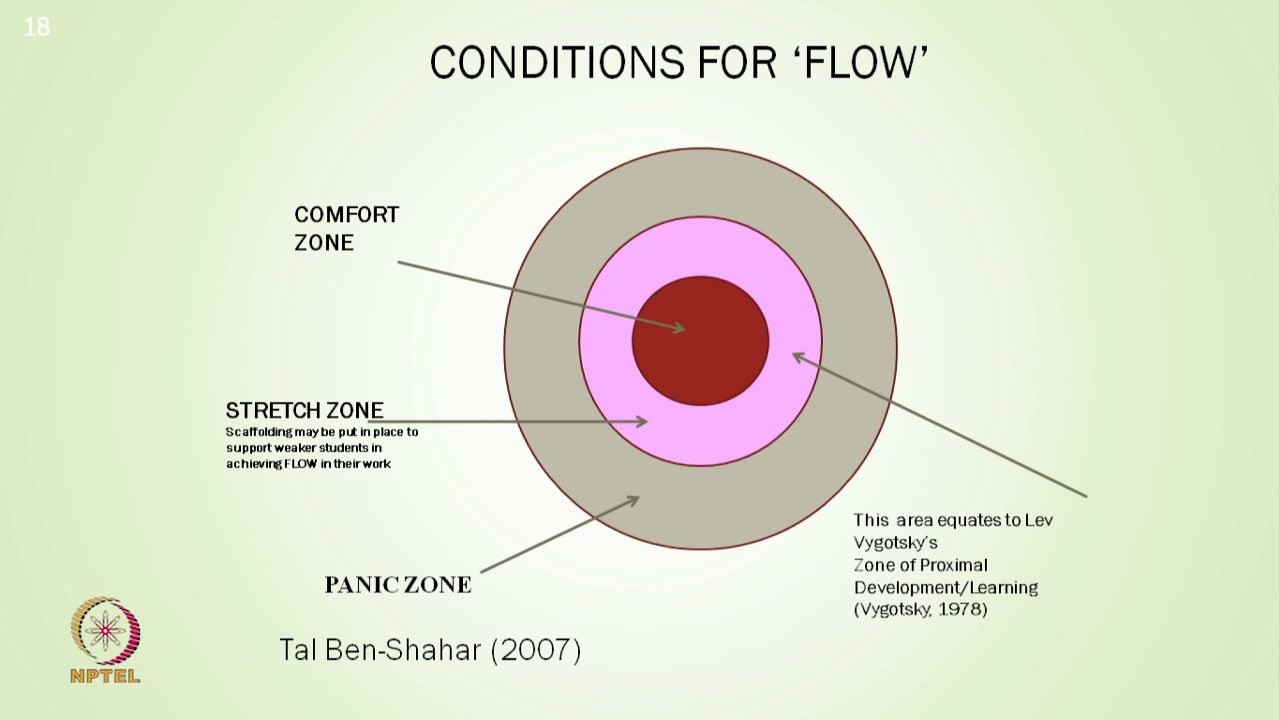 18
CONDITIONS FOR ‘FLOW’
COMFORT
ZONE
STRETCH ZONE
Scaffolding may be put in place to
support weaker students in
achieving FLOW in their work
PANIC ZONE
This area equates to Lev
Vygotsky’s
Zone of Proximal
Development/Learning
(Vygotsky, 1978)
Tal Ben-Shahar (2007)
NPTEL